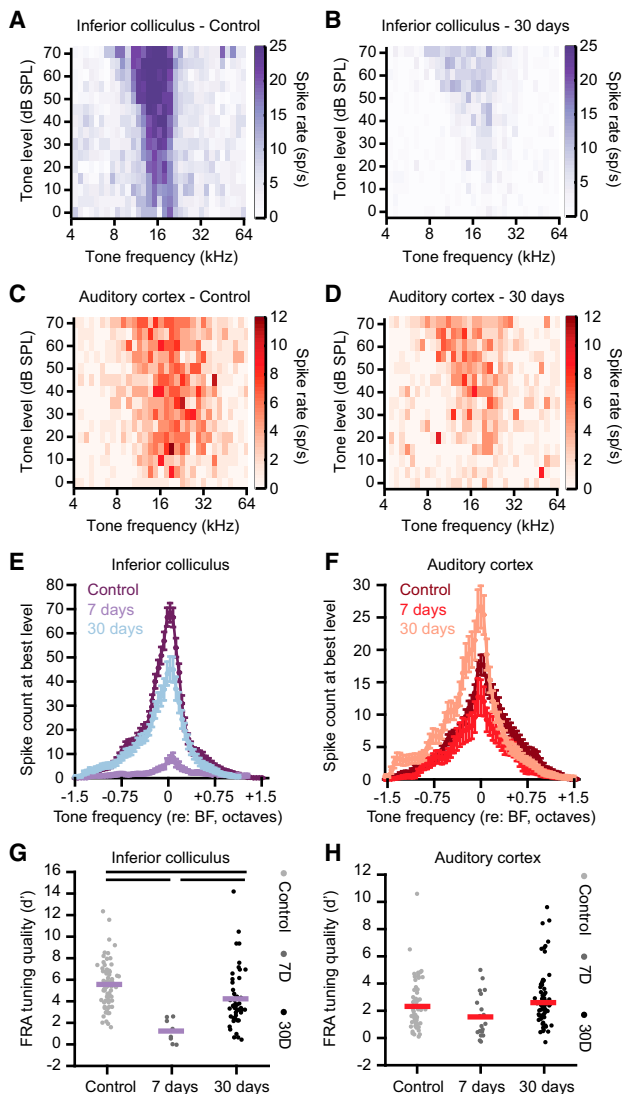 A
Inferior colliculus - Control
Tone level (dB SPL)
70
60
50
40
30
20
10
0
4 8 16 32 64
Tone frequency (kHz)
25
20
15
10
5
0
Spike rate (sp/s)
B
Inferior colliculus - 30 days
Tone level (dB SPL)
70
60
50
40
30
20
10
0
4 8 16 32 64
Tone frequency (kHz)
25
20
15
10
5
0
Spike rate (sp/s)
C
Auditory cortex - Control
Tone level (dB SPL)
70
60
50
40
30
20
10
0
4 8 16 32 64
Tone frequency (kHz)
12
10
8
6
4
2
0
Spike rate (sp/s)
D
Auditory cortex - 30 days
Tone level (dB SPL)
70
60
50
40
30
20
10
0
4 8 16 32 64
Tone frequency (kHz)
12
10
8
6
4
2
0
Spike rate (sp/s)
E
Inferior colliculus
Control
7 days
30 days
Spike count at best level
80
70
60
50
40
30
20
10
0
-1.5 -0.75 0 +0.75 +1.5
Tone frequency (re: BF, octaves)
F
Auditory cortex
Control
7 days
30 days
Spike count at best level
30
25
20
15
10
5
0
-1.5 -0.75 0 +0.75 +1.5
Tone frequency (re: BF, octaves)
G
Inferior colliculus
FRA tuning quality (d')
16
14
12
10
8
6
4
2
0
-2
Control 7 days 30 days
Control
7D
30D
H
Auditory cortex
FRA tuning quality (d')
12
10
8
6
4
2
0
-2
Control 7 days 30 days
Control
7D
30D